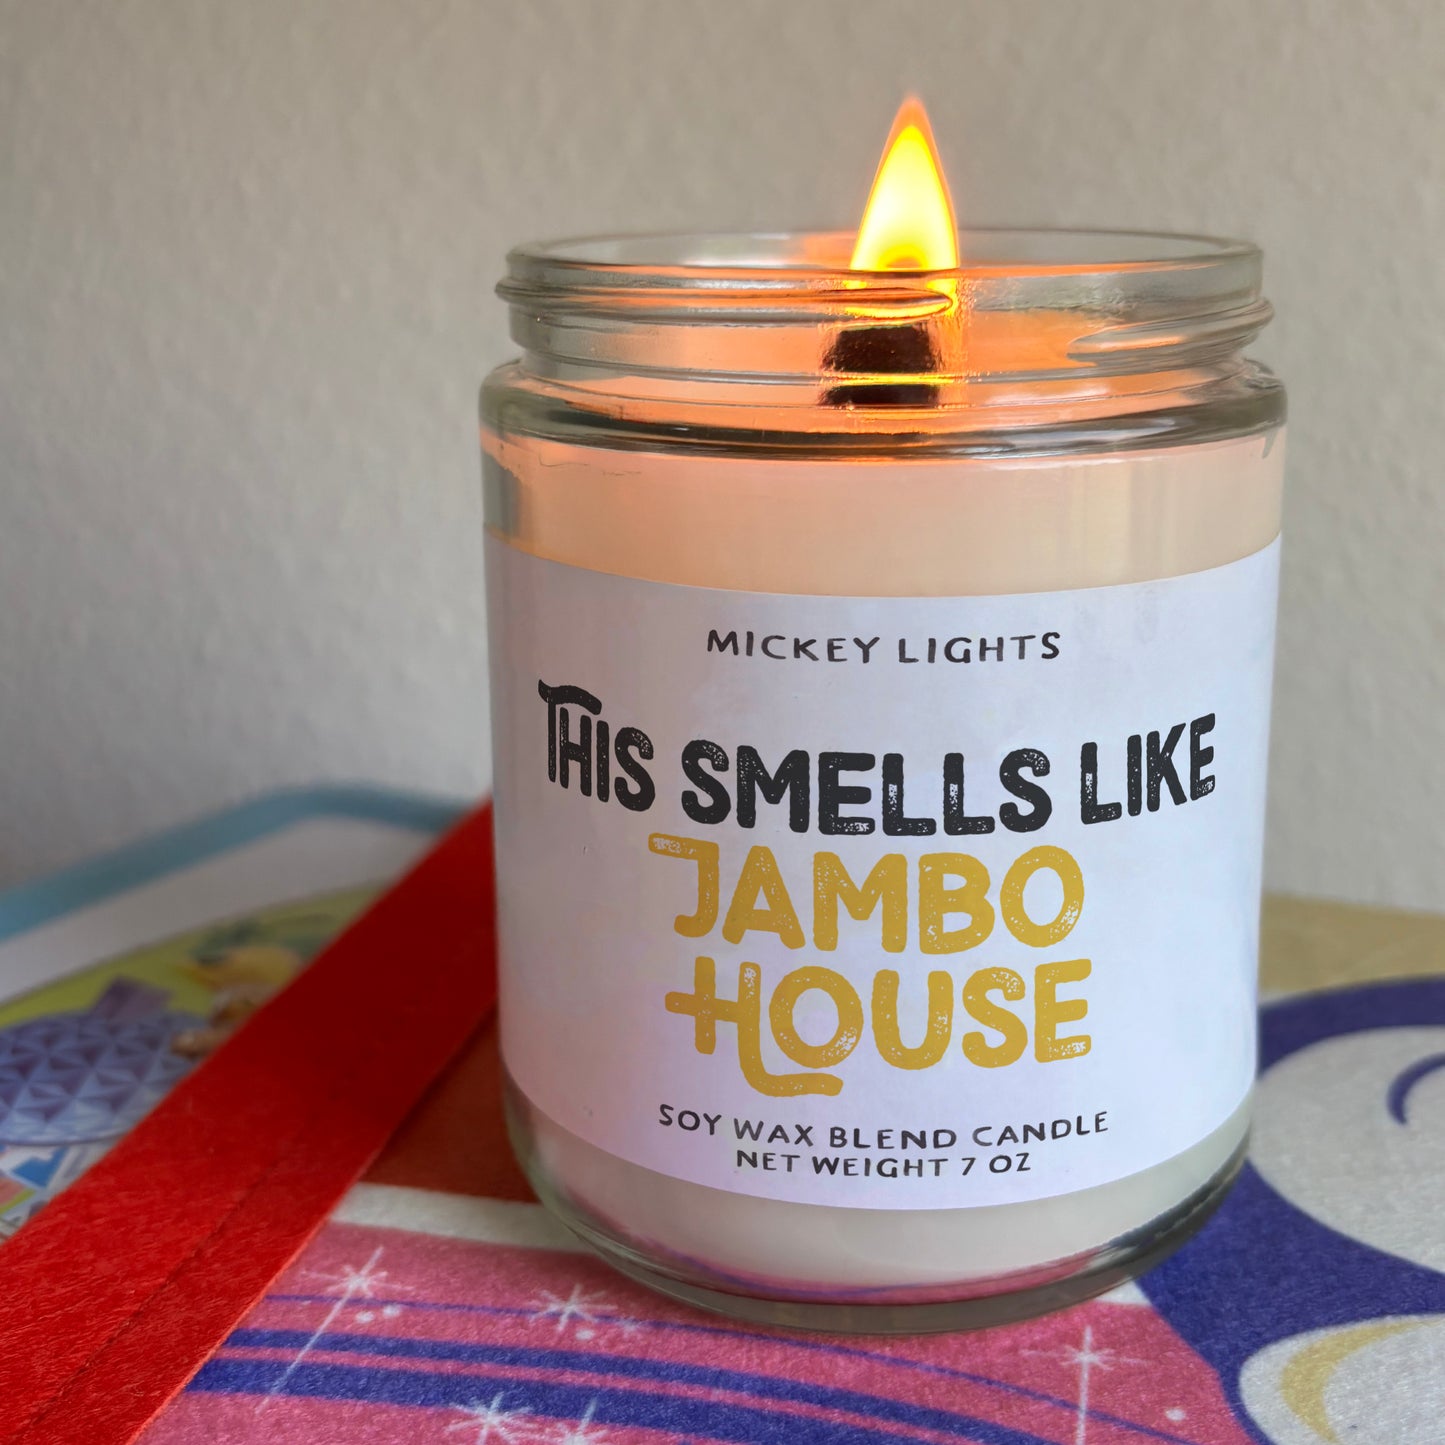 MICKEY LIGHTS
THIS SMELLS LIKE
JAMBO
HOUSE
SOY WAX BLEND CANDLE
NET WEIGHT 7 OZ